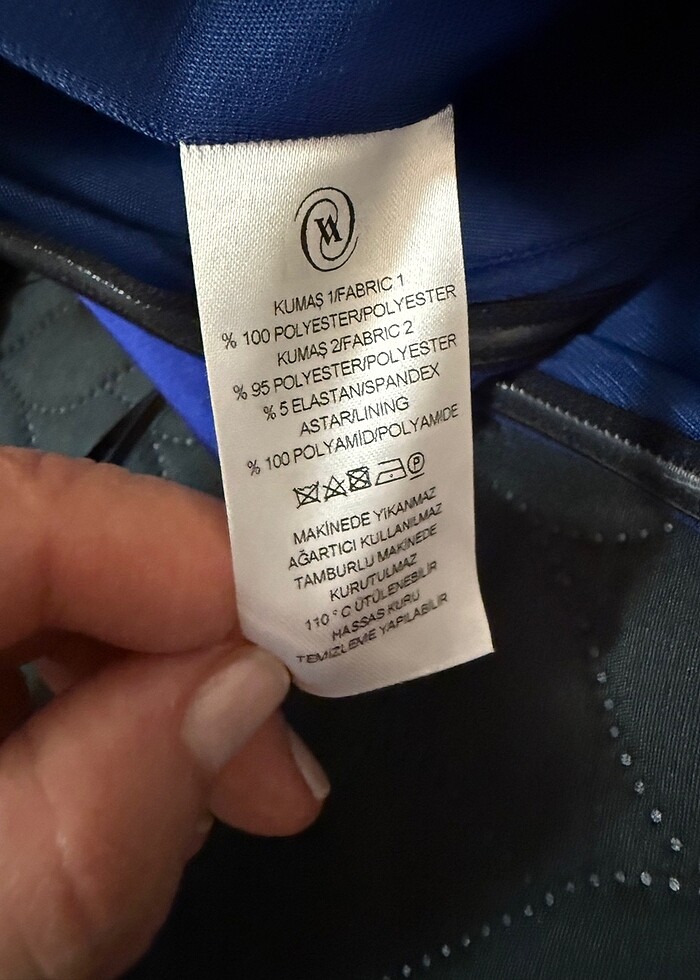 KUMAŞ 1/FABRIC 1
% 100 POLYESTER/POLYESTER
KUMAŞ 2/FABRIC 2
% 95 POLYESTER/POLYESTER
% 5 ELASTAN/SPANDEX
ASTAR/LINING
% 100 POLYAMİD/POLYAMIDE
P
MAKİNEDE YIKANMAZ
AĞARTICI KULLANILMAZ
TAMBURLU MAKİNEDE
KURUTULMAZ
110 ° C ÜTÜLENEBİLİR
HASSAS KURU
TEMİZLEME YAPILABİLİR